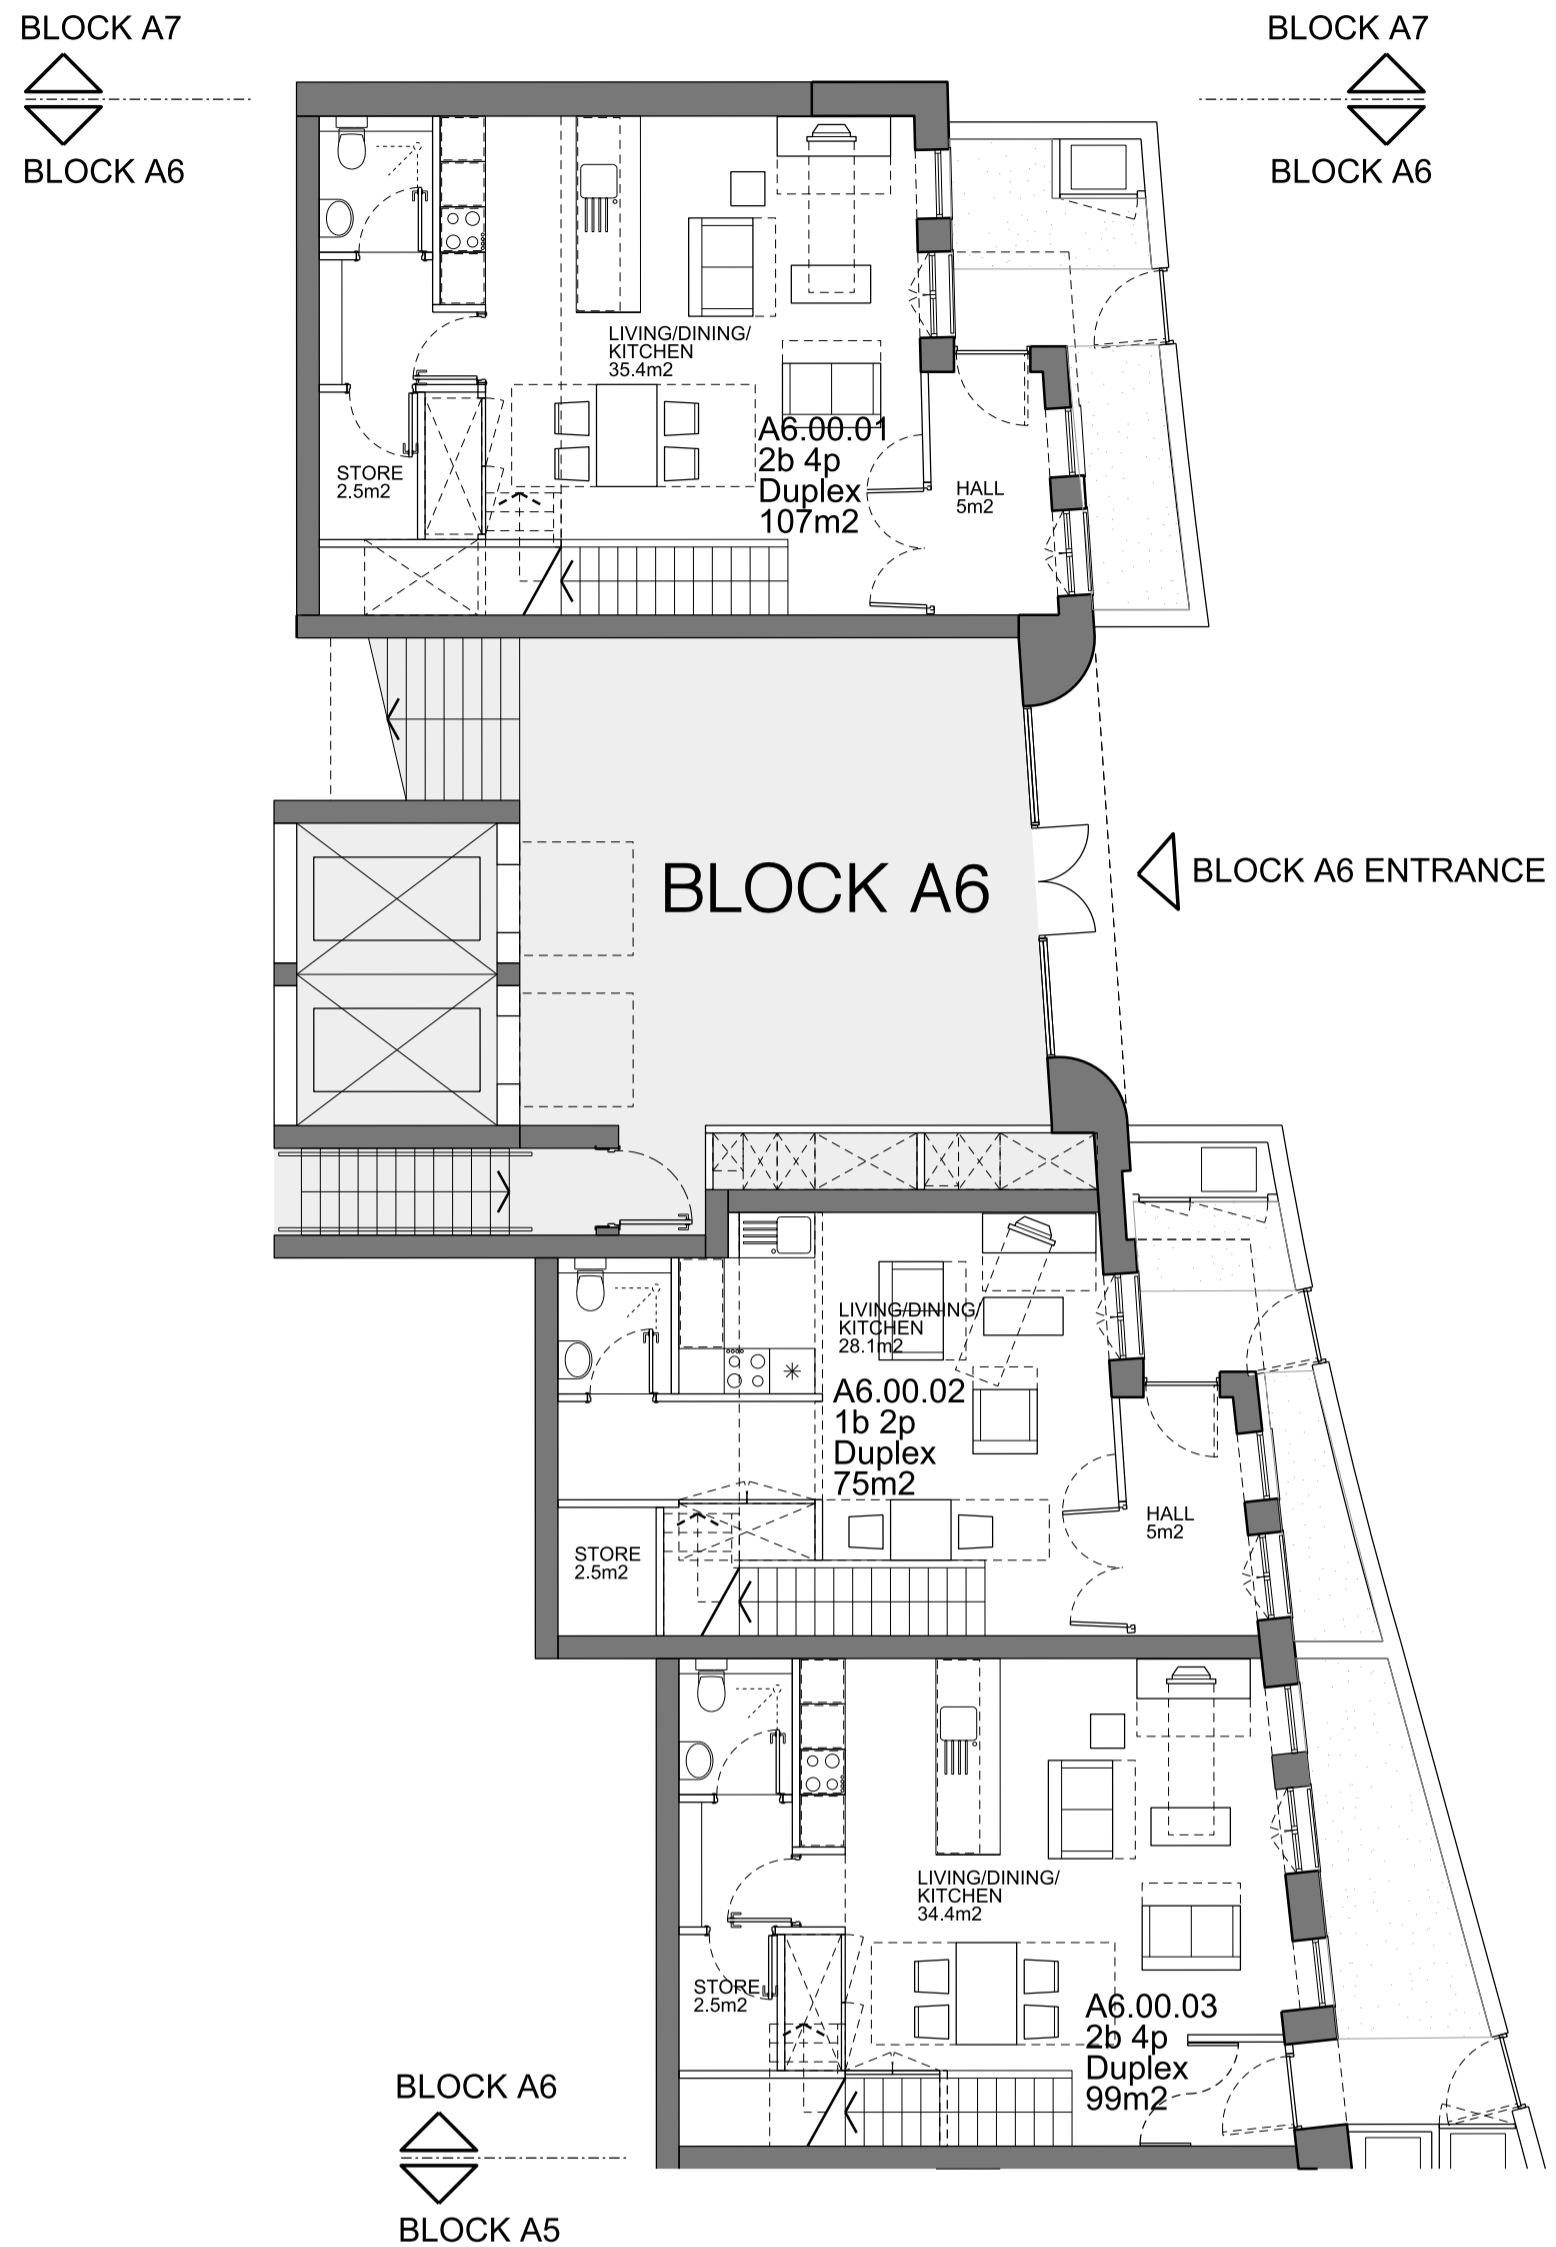 BLOCK A7
BLOCK A6
BLOCK A7
BLOCK A6
LIVING/DINING/
KITCHEN
35.4m2
A6.00.01
2b 4p
Duplex
107m2
STORE
2.5m2
HALL
5m2
BLOCK A6
BLOCK A6 ENTRANCE
LIVING/DINING/
KITCHEN
28.1m2
A6.00.02
1b 2p
Duplex
75m2
HALL
5m2
STORE
2.5m2
LIVING/DINING/
KITCHEN
34.4m2
STORE
2.5m2
A6.00.03
2b 4p
Duplex
99m2
BLOCK A6
BLOCK A5